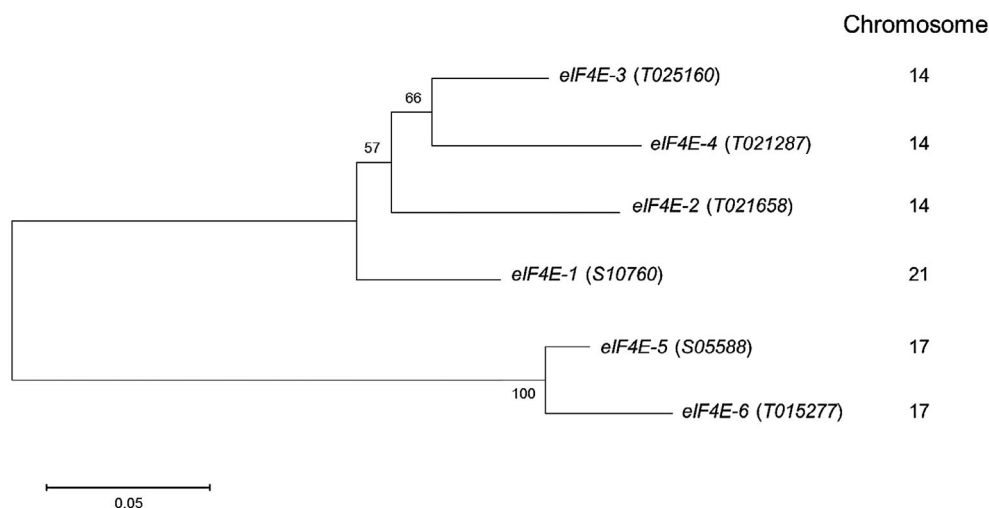 Chromosome
eIF4E-3 (T025160) 14
66
eIF4E-4 (T021287) 14
57
eIF4E-2 (T021658) 14
eIF4E-1 (S10760) 21
eIF4E-5 (S05588) 17
100
eIF4E-6 (T015277) 17
0.05